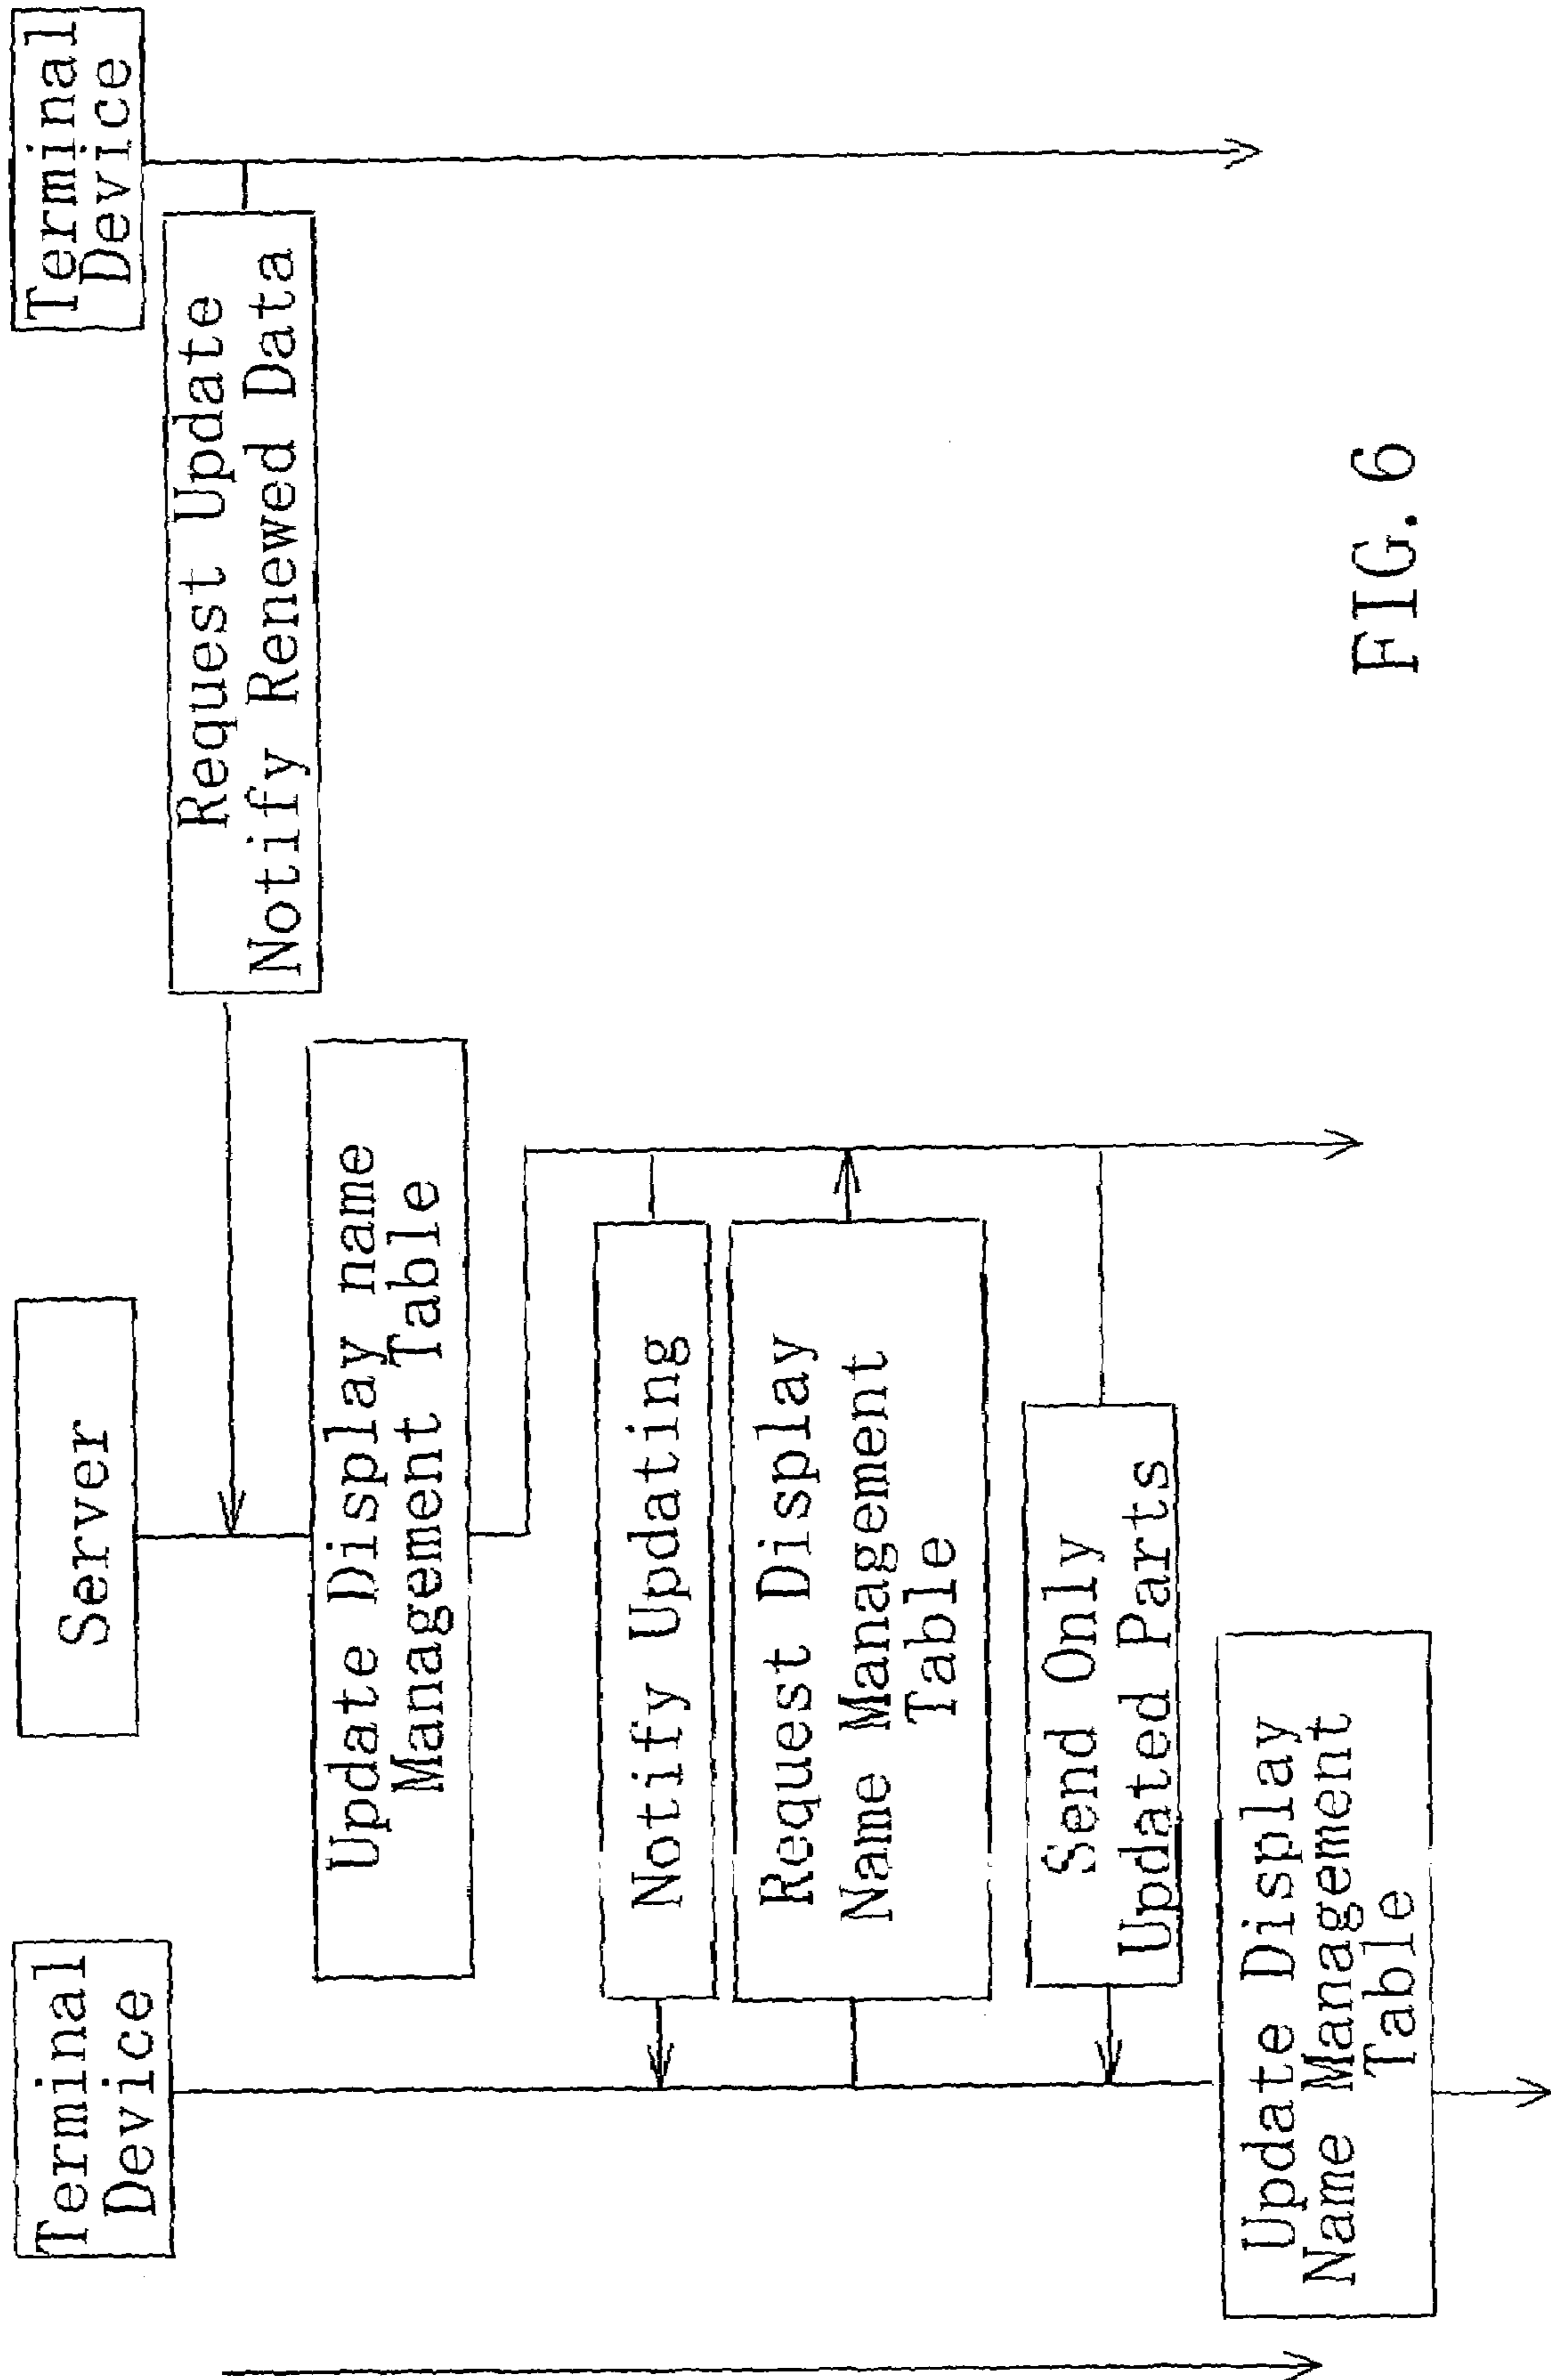 Terminal
Device
Server
Terminal
Device
Request Update
Notify Renewed Data
Update Display name
Management Table
Notify Updating
Request Display
Name Management
Table
Send Only
Updated Parts
Update Display
Name Management
Table
FIG. 6